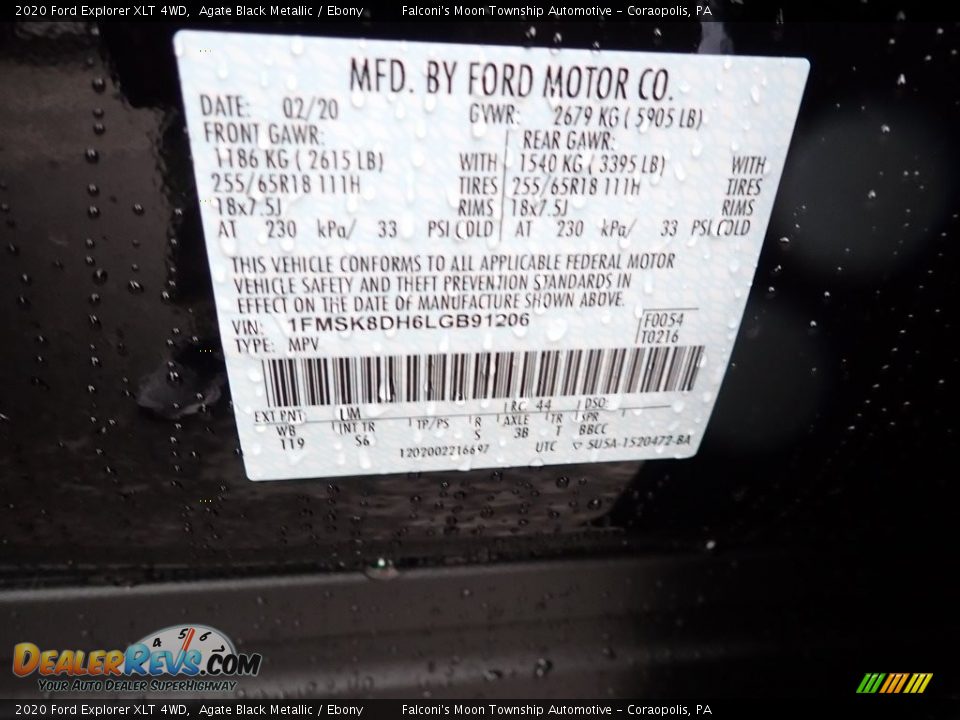 2020 Ford Explorer XLT 4WD, Agate Black Metallic / Ebony Falconi's Moon Township Automotive - Coraopolis, PA
MFD. BY FORD MOTOR CO.
DATE: 02/20 GVWR: 2679 KG ( 5905 LB)
FRONT GAWR: REAR GAWR:
1186 KG ( 2615 LB) WITH 1540 KG ( 3395 LB) WITH
255/65R18 111H TIRES 255/65R18 111H TIRES
18x7.5J RIMS 18x7.5J RIMS
AT 230 kPa/ 33 PSI COLD AT 230 kPa/ 33 PSI COLD
THIS VEHICLE CONFORMS TO ALL APPLICABLE FEDERAL MOTOR
VEHICLE SAFETY AND THEFT PREVENTION STANDARDS IN
EFFECT ON THE DATE OF MANUFACTURE SHOWN ABOVE.
VIN: 1FMSK8DH6LGB91206 F0054
TYPE: MPV T0216
EXT PNT: UM RC: 44 DSO:
WB INT TR TP/PS R AXLE TR SPR
119 S6 S 3B T BBCC
1202002216697 UTC SUSA-1520472-BA
4 5 6
DEALERREVS.COM
YOUR AUTO DEALER SUPERHIGHWAY
2020 Ford Explorer XLT 4WD, Agate Black Metallic / Ebony Falconi's Moon Township Automotive - Coraopolis, PA